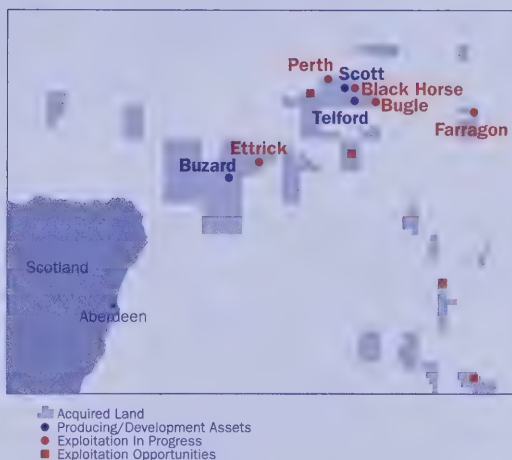 Perth
Scott
Black Horse
Bugle
Telford
Farragon
Ettrick
Buzard
Scotland
Aberdeen
Acquired Land
Producing/Development Assets
Exploitation In Progress
Exploitation Opportunities